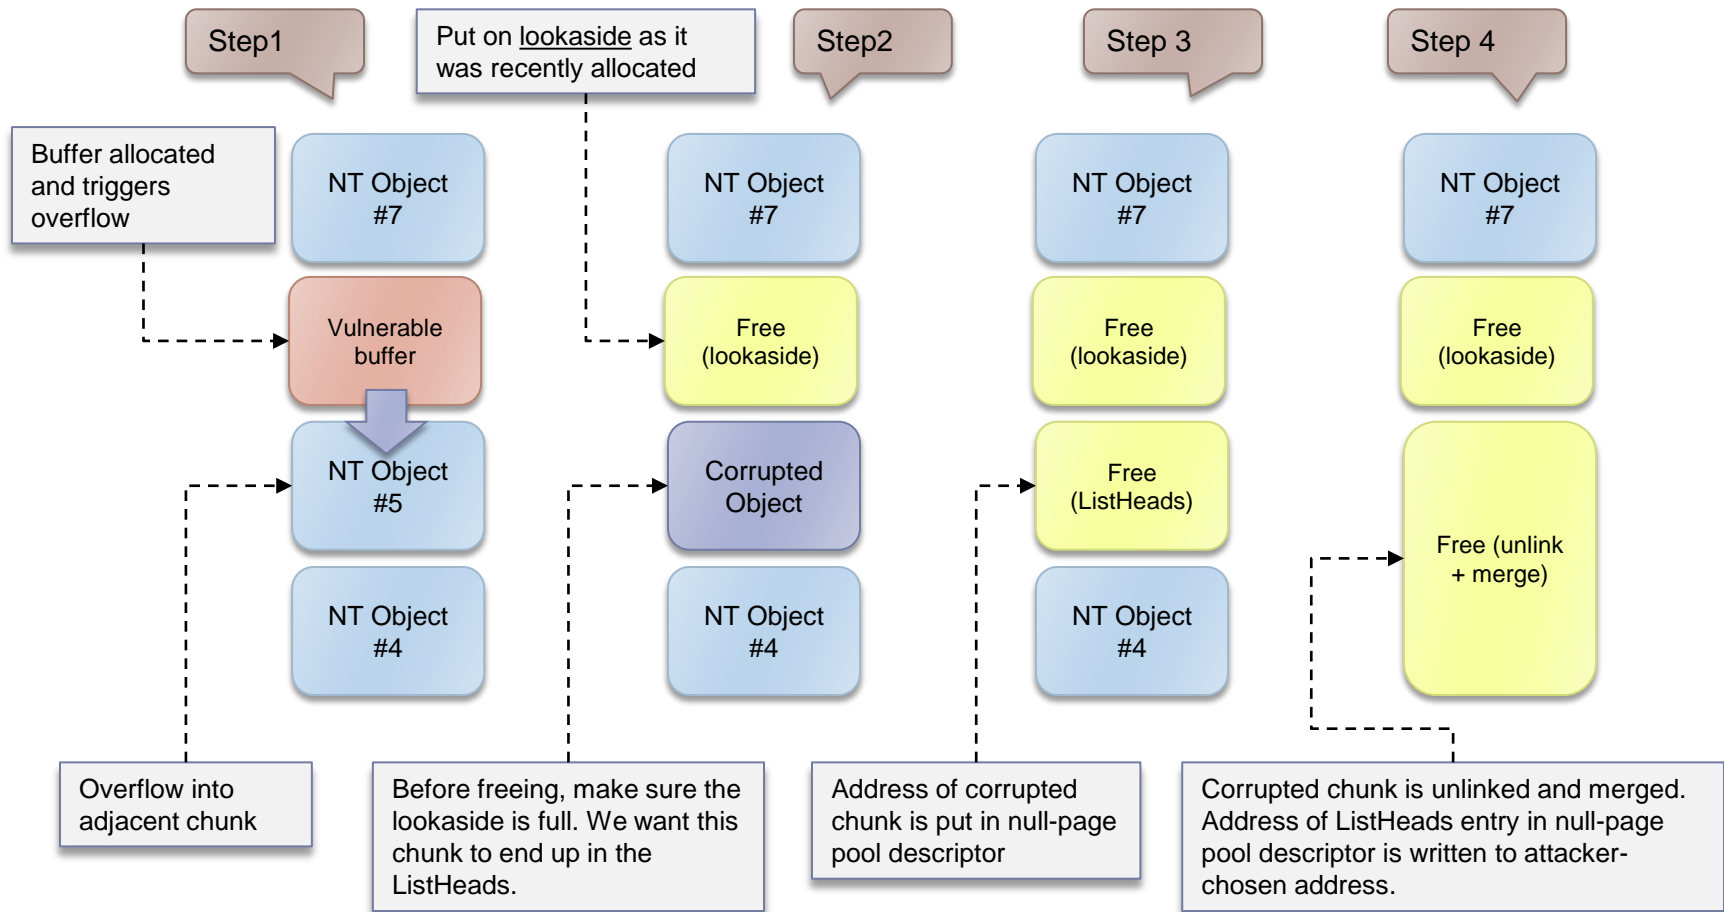 Step1
Put on lookaside as it
was recently allocated
Step2
Step 3
Step 4
Buffer allocated
and triggers
overflow
NT Object
#7
NT Object
#7
NT Object
#7
NT Object
#7
Vulnerable
buffer
Free
(lookaside)
Free
(lookaside)
Free
(lookaside)
NT Object
#5
Corrupted
Object
Free
(ListHeads)
Free (unlink
+ merge)
NT Object
#4
NT Object
#4
NT Object
#4
Overflow into
adjacent chunk
Before freeing, make sure the
lookaside is full. We want this
chunk to end up in the
ListHeads.
Address of corrupted
chunk is put in null-page
pool descriptor
Corrupted chunk is unlinked and merged.
Address of ListHeads entry in null-page
pool descriptor is written to attacker-
chosen address.